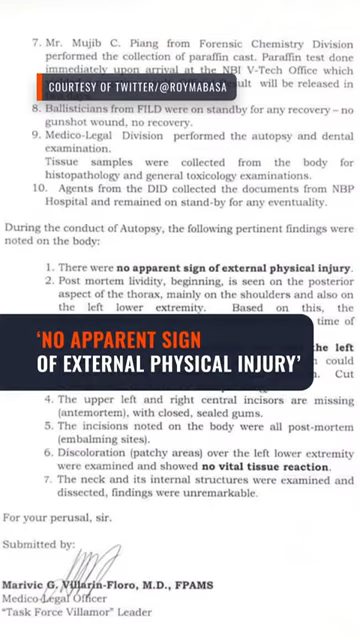 7. Mr. Mujib C. Piang from Forensic Chemistry Division
performed the collection of paraffin cast. Paraffin test done
immediately upon arrival at the NBI V-Tech Office which
COURTESY OF TWITTER/@ROYMABASA
sult will be released in
8. Ballisticians from FILD were on standby for any recovery – no
gunshot wound, no recovery.
9. Medico-Legal Division performed the autopsy and dental
examination.
Tissue samples were collected from the body for
histopathology and general toxicology examinations.
10. Agents from the DID collected the documents from NBP
Hospital and remained on stand-by for any eventuality.
During the conduct of Autopsy, the following pertinent findings were
noted on the body:
1. There were no apparent sign of external physical injury.
2. Post mortem lividity, beginning, is seen on the posterior
aspect of the thorax, mainly on the shoulders and also on
the left lower extremity. Based on this, the
time of
the left
could
Cut
‘NO APPARENT SIGN
OF EXTERNAL PHYSICAL INJURY’
4. The upper left and right central incisors are missing
(antemortem), with closed, sealed gums.
5. The incisions noted on the body were all post-mortem
(embalming sites).
6. Discoloration (patchy areas) over the left lower extremity
were examined and showed no vital tissue reaction.
7. The neck and its internal structures were examined and
dissected, findings were unremarkable.
For your perusal, sir.
Submitted by:
Marivic G. Villarin-Floro, M.D., FPAMS
Medico-Legal Officer
“Task Force Villamor” Leader